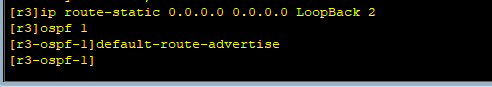 [r3]ip route-static 0.0.0.0 0.0.0.0 LoopBack 2
[r3]ospf 1
[r3-ospf-1]default-route-advertise
[r3-ospf-1]